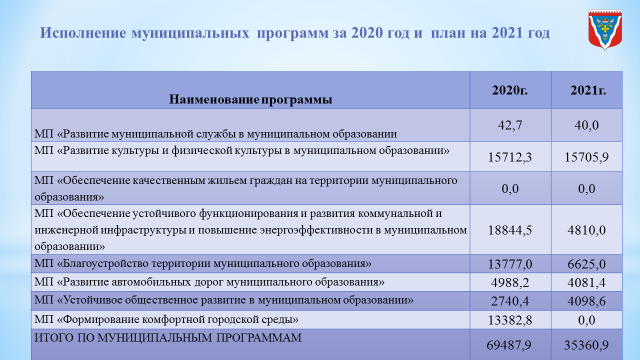 Исполнение муниципальных программ за 2020 год и план на 2021 год
Наименование программы 2020г. 2021г.
МП «Развитие муниципальной службы в муниципальном образовании 42,7 40,0
МП «Развитие культуры и физической культуры в муниципальном образовании» 15712,3 15705,9
МП «Обеспечение качественным жильем граждан на территории муниципального
образования» 0,0 0,0
МП «Обеспечение устойчивого функционирования и развития коммунальной и
инженерной инфраструктуры и повышение энергоэффективности в муниципальном
образовании» 18844,5 4810,0
МП «Благоустройство территории муниципального образования» 13777,0 6625,0
МП «Развитие автомобильных дорог муниципального образования» 4988,2 4081,4
МП «Устойчивое общественное развитие в муниципальном образовании» 2740,4 4098,6
МП «Формирование комфортной городской среды» 13382,8 0,0
ИТОГО ПО МУНИЦИПАЛЬНЫМ ПРОГРАММАМ 69487,9 35360,9